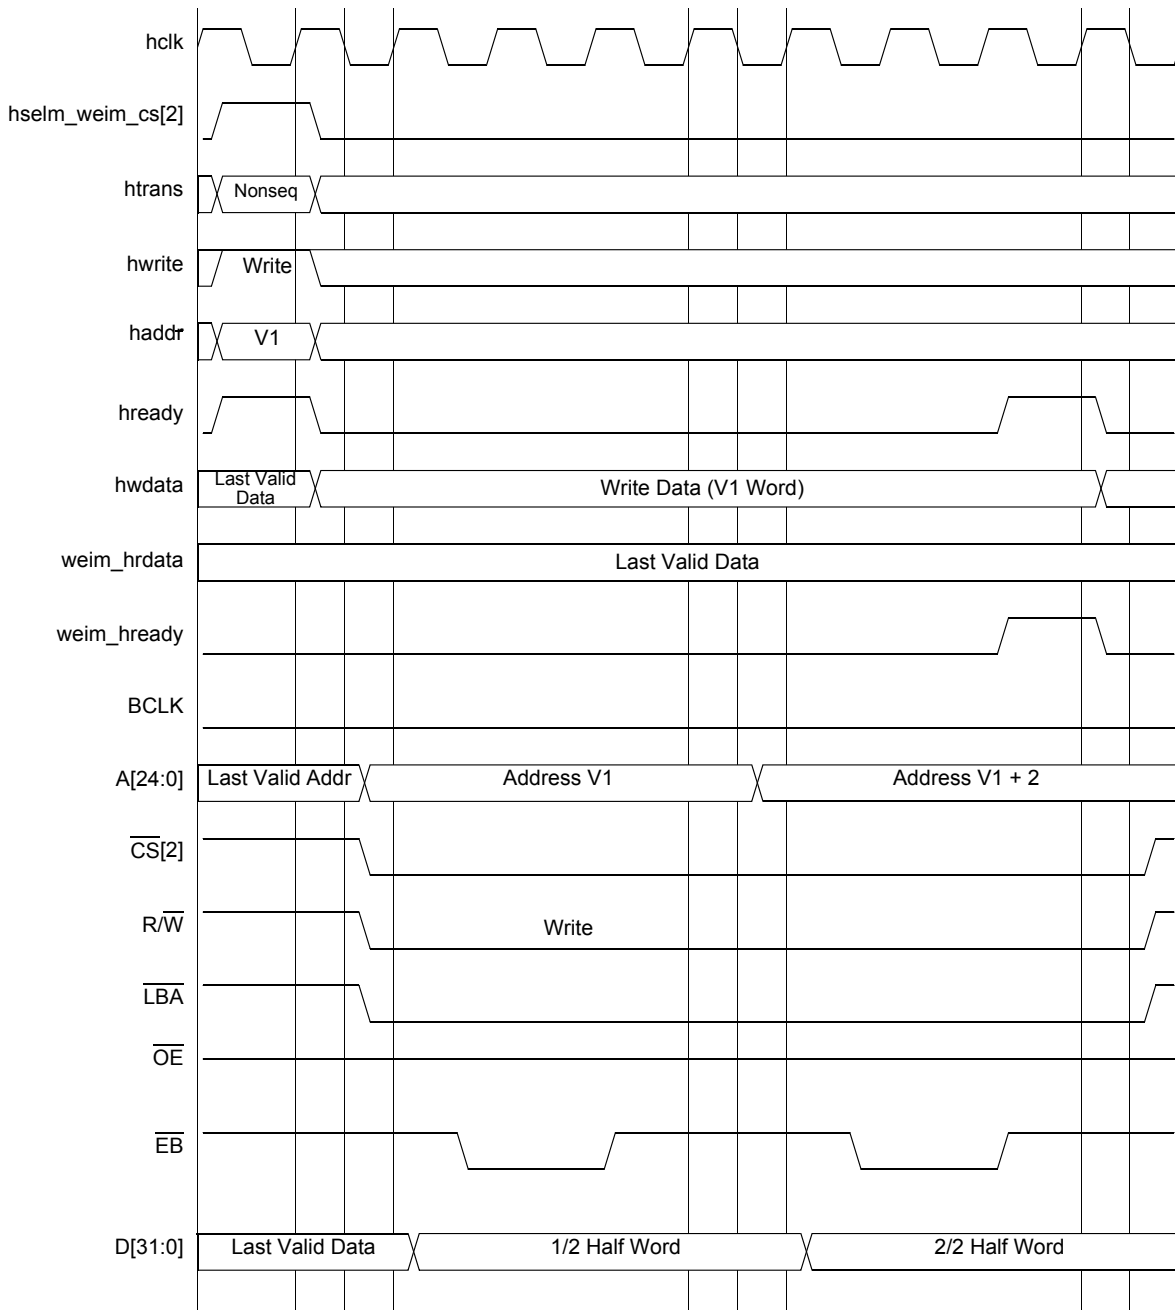 hclk
hselm_weim_cs[2]
htrans Nonseq
hwrite Write
haddr V1
hready
hwdata Last Valid Data Write Data (V1 Word)
weim_hrdata Last Valid Data
weim_hready
BCLK
A[24:0] Last Valid Addr Address V1 Address V1 + 2
CS[2]
R/W Write
LBA
OE
EB
D[31:0] Last Valid Data 1/2 Half Word 2/2 Half Word